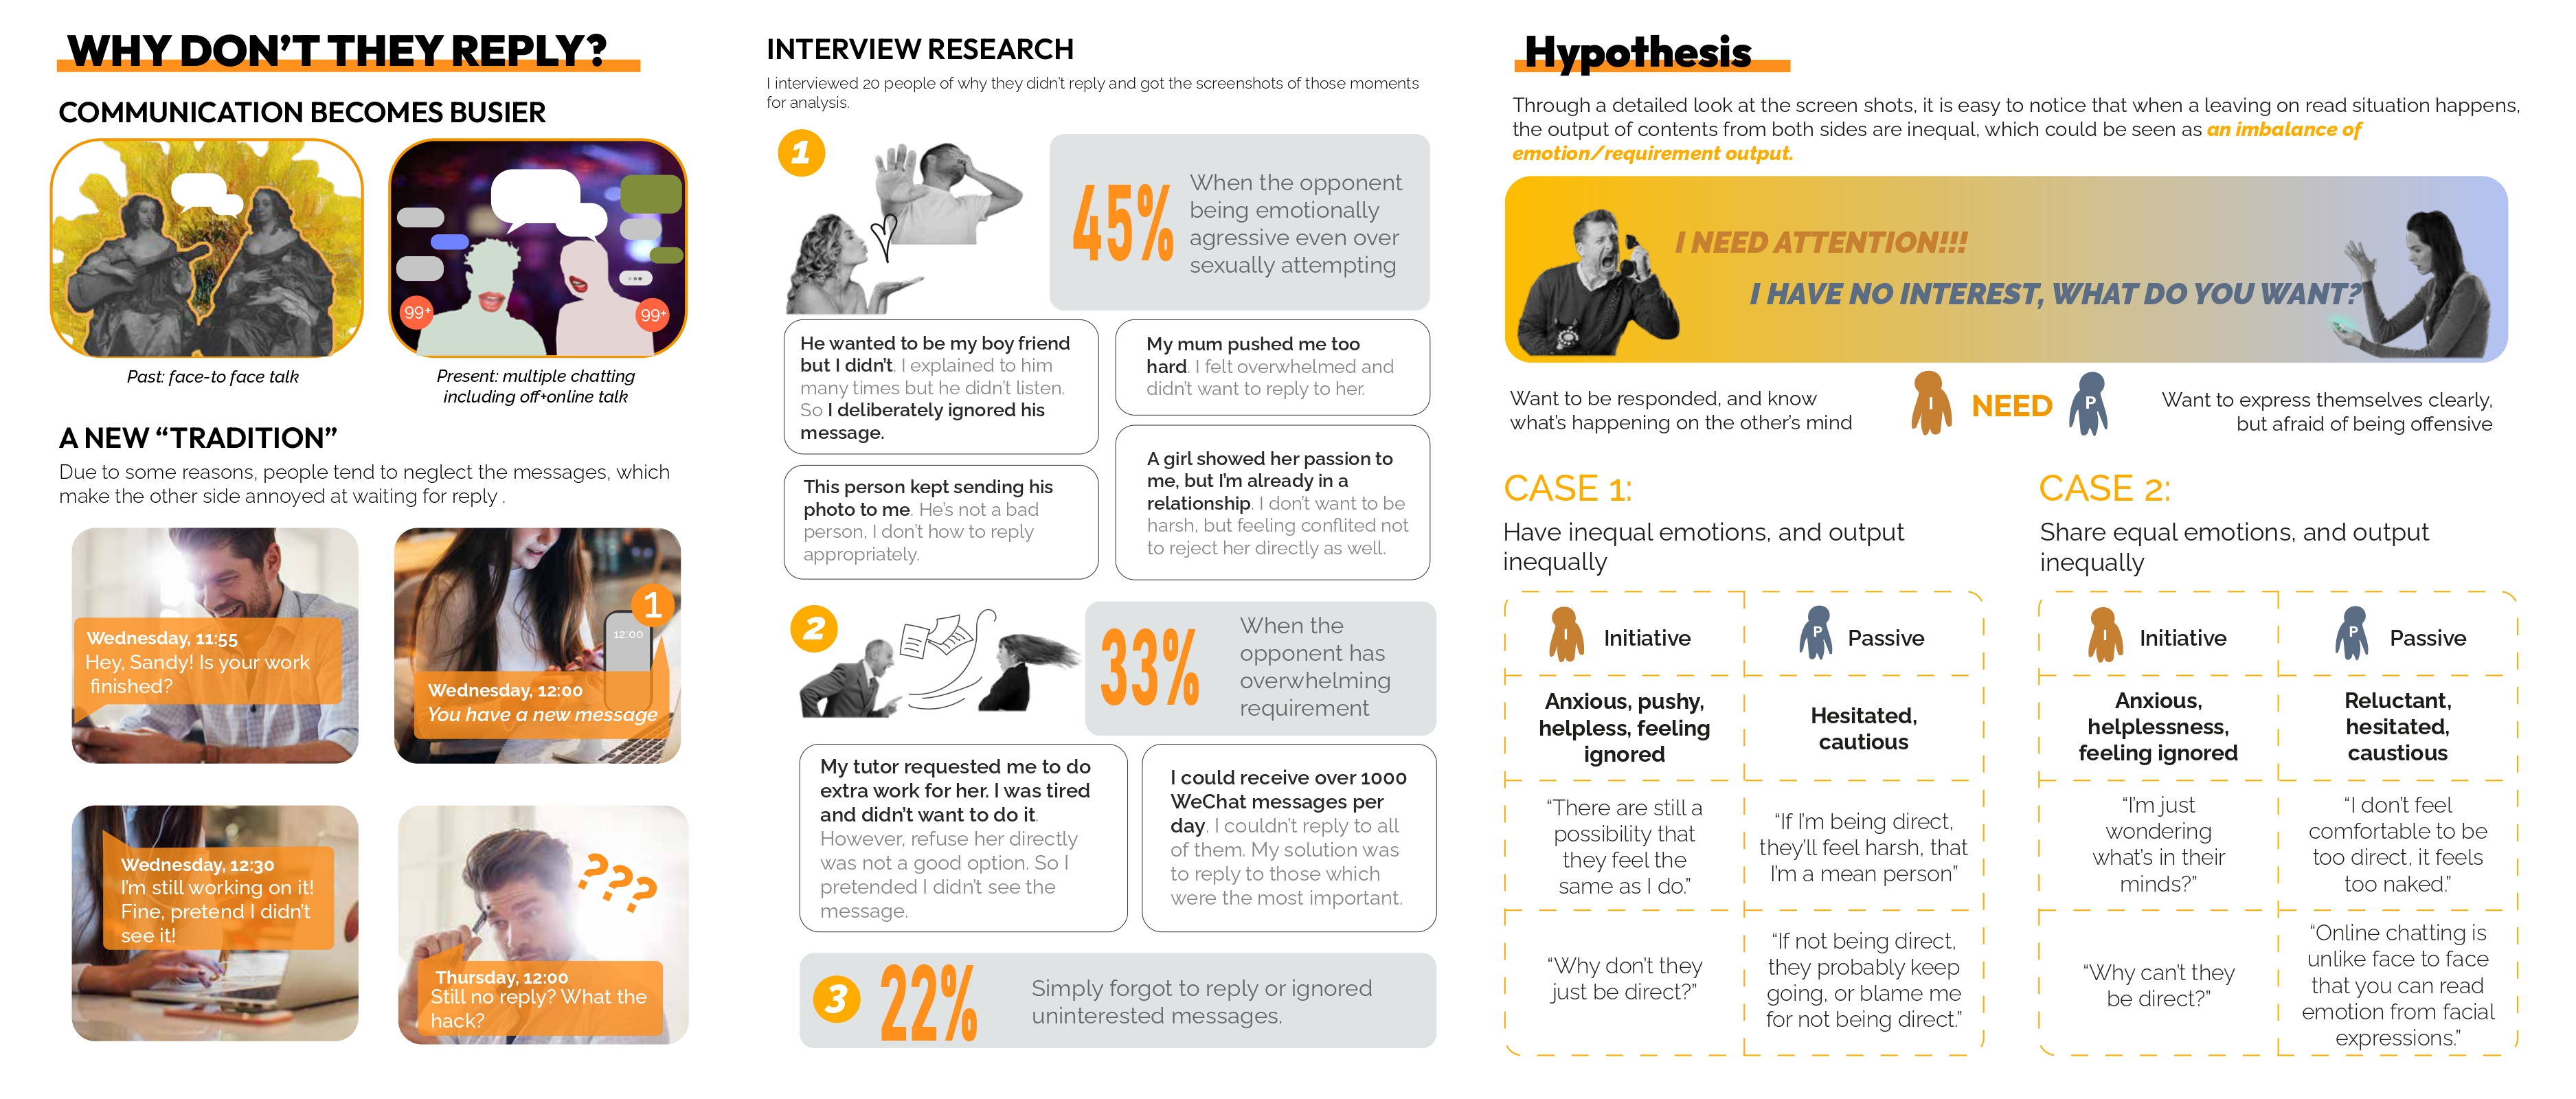 WHY DON'T THEY REPLY?
COMMUNICATION BECOMES BUSIER
99+
99+
Past: face-to face talk
Present: multiple chatting
including off+online talk
A NEW “TRADITION”
Due to some reasons, people tend to neglect the messages, which
make the other side annoyed at waiting for reply .
Wednesday, 11:55
Hey, Sandy! Is your work
finished?
1
12:00
Wednesday, 12:00
You have a new message
Wednesday, 12:30
I'm still working on it!
Fine, pretend I didn't
see it!
???
Thursday, 12:00
Still no reply? What the
hack?
INTERVIEW RESEARCH
I interviewed 20 people of why they didn't reply and got the screenshots of those moments
for analysis.
1
45%
When the opponent
being emotionally
agressive even over
sexually attempting
He wanted to be my boy friend
but I didn't. I explained to him
many times but he didn't listen.
So I deliberately ignored his
message.
My mum pushed me too
hard. I felt overwhelmed and
didn't want to reply to her.
This person kept sending his
photo to me. He's not a bad
person, I don't how to reply
appropriately.
A girl showed her passion to
me, but I'm already in a
relationship. I don't want to be
harsh, but feeling conflited not
to reject her directly as well.
2
33%
When the
opponent has
overwhelming
requirement
My tutor requested me to do
extra work for her. I was tired
and didn't want to do it.
However, refuse her directly
was not a good option. So I
pretended I didn't see the
message.
I could receive over 1000
WeChat messages per
day. I couldn't reply to all
of them. My solution was
to reply to those which
were the most important.
3
22%
Simply forgot to reply or ignored
uninterested messages.
Hypothesis
Through a detailed look at the screen shots, it is easy to notice that when a leaving on read situation happens,
the output of contents from both sides are inequal, which could be seen as an imbalance of
emotion/requirement output.
I NEED ATTENTION!!!
I HAVE NO INTEREST, WHAT DO YOU WANT?
Want to be responded, and know
what's happening on the other's mind
I
NEED
P
Want to express themselves clearly,
but afraid of being offensive
CASE 1:
Have inequal emotions, and output
inequally
I
Initiative
P
Passive
Anxious, pushy,
helpless, feeling
ignored
Hesitated,
cautious
“There are still a
possibility that
they feel the
same as I do.”
“If I'm being direct,
they'll feel harsh, that
I'm a mean person”
“Why don't they
just be direct?”
“If not being direct,
they probably keep
going, or blame me
for not being direct.”
CASE 2:
Share equal emotions, and output
inequally
I
Initiative
P
Passive
Anxious,
helplessness,
feeling ignored
Reluctant,
hesitated,
caustious
“I'm just
wondering
what's in their
minds?”
“I don't feel
comfortable to be
too direct, it feels
too naked.”
“Why can't they
be direct?”
“Online chatting is
unlike face to face
that you can read
emotion from facial
expressions.”